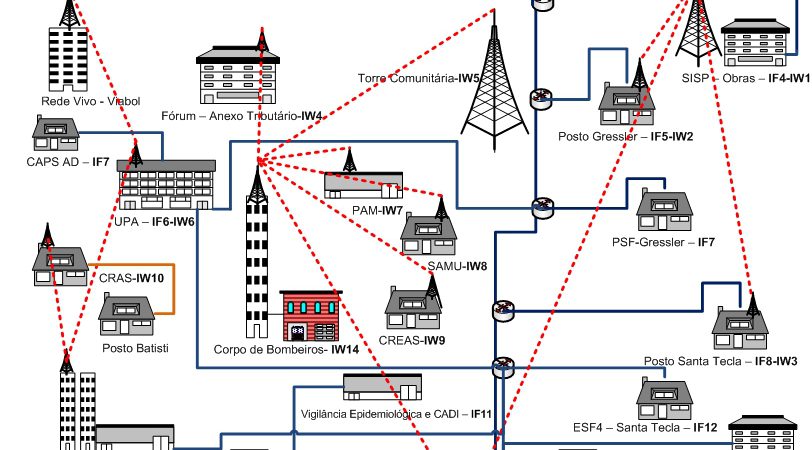 Torre Comunitária-IW5
SISP – Obras – IF4-IW1
Rede Vivo - Viabol
Fórum – Anexo Tributário-IW4
Posto Gressler – IF5-IW2
CAPS AD – IF7
PAM-IW7
UPA – IF6-IW6
PSF-Gressler – IF7
SAMU-IW8
CRAS-IW10
CREAS-IW9
Posto Batisti
Corpo de Bombeiros- IW14
Posto Santa Tecla – IF8-IW3
Vigilância Epidemiológica e CADI – IF11
ESF4 – Santa Tecla – IF12